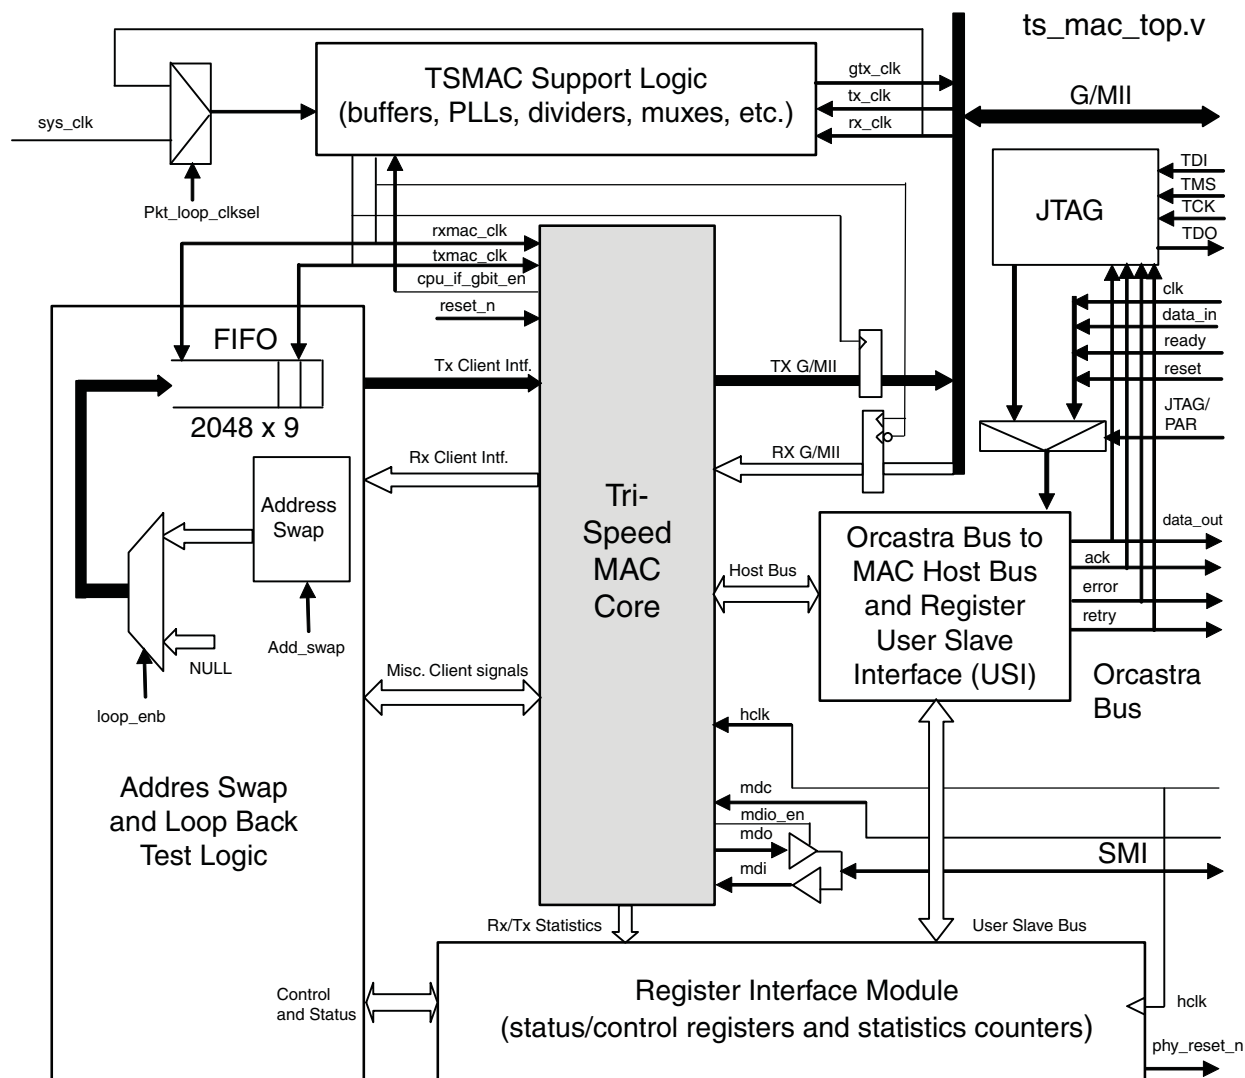 ts_mac_top.v
TSMAC Support Logic
(buffers, PLLs, dividers, muxes, etc.)
gtx_clk
tx_clk
rx_clk
G/MII
sys_clk
Pkt_loop_clksel
JTAG
TDI
TMS
TCK
TDO
rxmac_clk
txmac_clk
cpu_if_gbit_en
reset_n
clk
data_in
ready
reset
JTAG/
PAR
FIFO
2048 x 9
Tx Client Intf.
TX G/MII
Rx Client Intf.
RX G/MII
Address
Swap
Add_swap
NULL
loop_enb
Tri-
Speed
MAC
Core
Host Bus
Orcastra Bus to
MAC Host Bus
and Register
User Slave
Interface (USI)
data_out
ack
error
retry
Orcastra
Bus
Misc. Client signals
hclk
mdc
mdio_en
mdo
mdi
SMI
Addres Swap
and Loop Back
Test Logic
Rx/Tx Statistics
User Slave Bus
Control
and Status
Register Interface Module
(status/control registers and statistics counters)
hclk
phy_reset_n